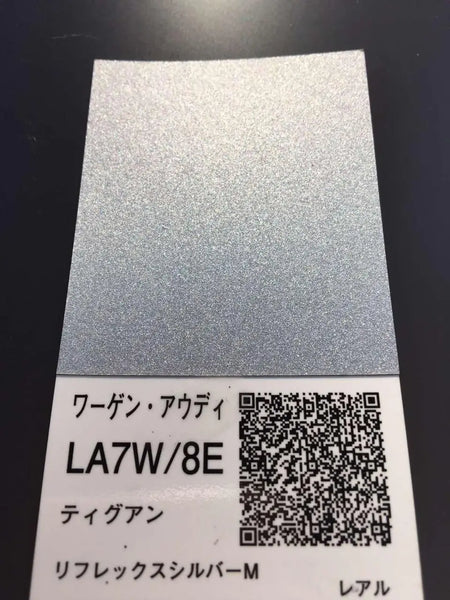 ワーゲン・アウディ
LA7W/8E
ティグアン
リフレックスシルバーM
レアル